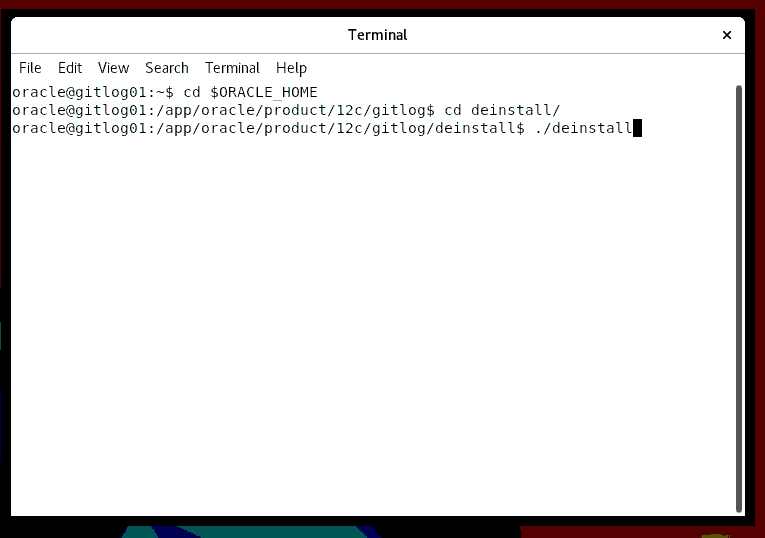 Terminal ×
File Edit View Search Terminal Help
oracle@gitlog01:~$ cd $ORACLE_HOME
oracle@gitlog01:/app/oracle/product/12c/gitlog$ cd deinstall/
oracle@gitlog01:/app/oracle/product/12c/gitlog/deinstall$ ./deinstall